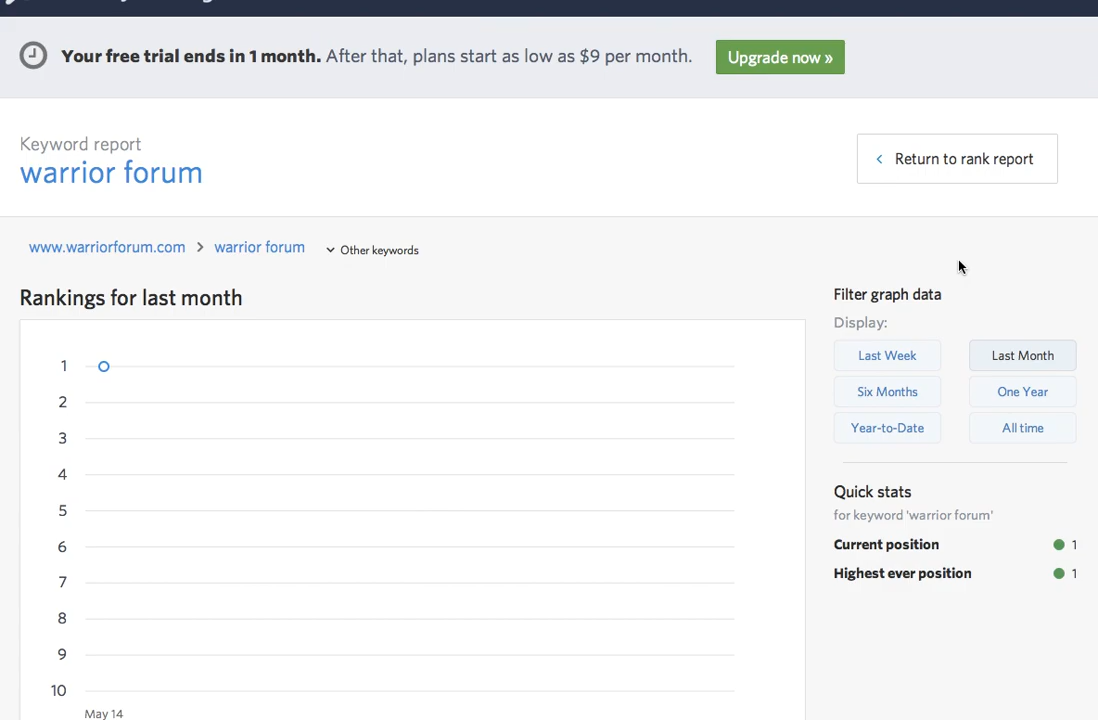 Your free trial ends in 1 month. After that, plans start as low as $9 per month.
Upgrade now »
Keyword report
warrior forum
Return to rank report
www.warriorforum.com > warrior forum
Other keywords
Rankings for last month
Filter graph data
Display:
Last Week
Last Month
Six Months
One Year
Year-to-Date
All time
Quick stats
for keyword 'warrior forum'
Current position 1
Highest ever position 1
1
2
3
4
5
6
7
8
9
10
May 14